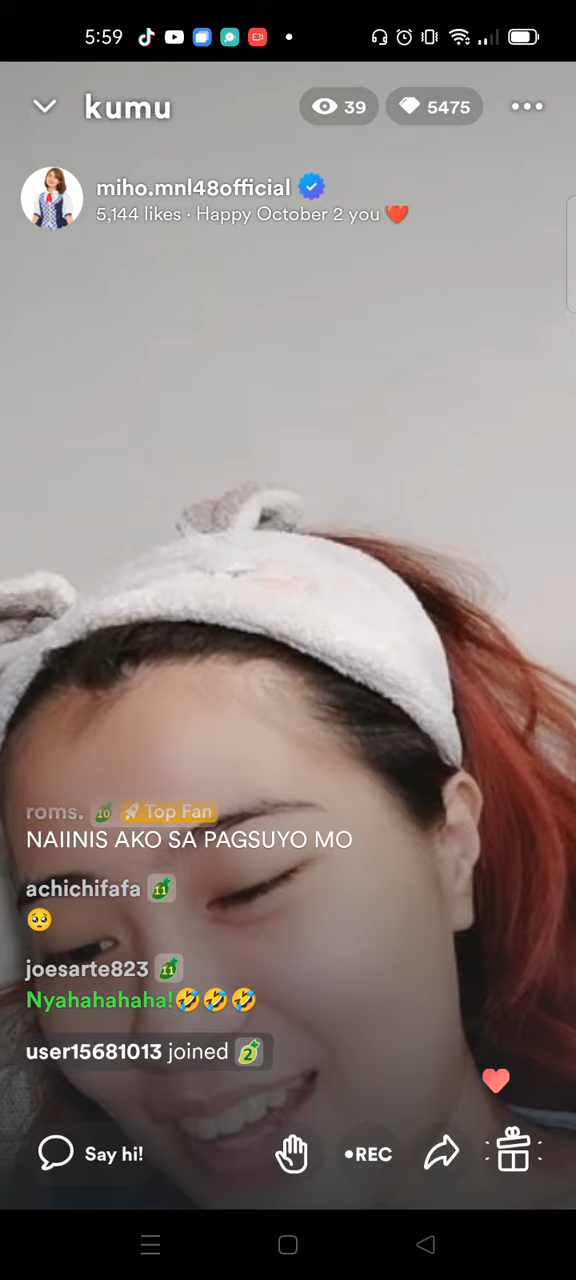 5:59
kumu
39
5475
miho.mnl48official
5,144 likes · Happy October 2 you ❤️
roms. 10 Top Fan
NAIINIS AKO SA PAGSUYO MO
achichifafa 11
🥺
joesarte823 11
Nyahahahaha!🤣🤣🤣
user15681013 joined 2
Say hi!
•REC